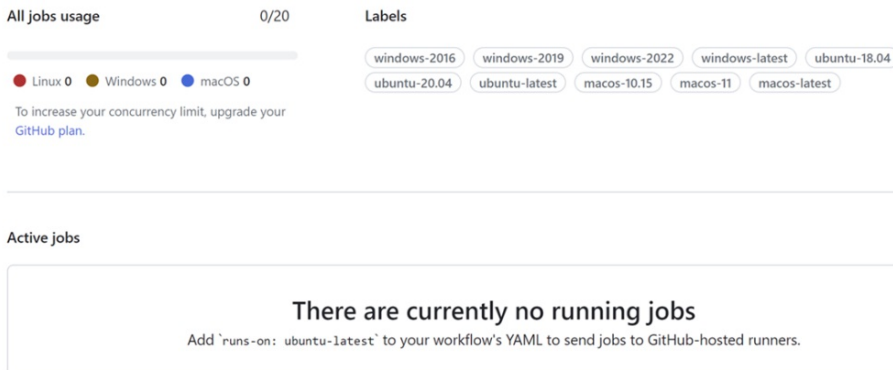 All jobs usage 0/20
Linux 0 Windows 0 macOS 0
To increase your concurrency limit, upgrade your
GitHub plan.
Labels
windows-2016 windows-2019 windows-2022 windows-latest ubuntu-18.04
ubuntu-20.04 ubuntu-latest macos-10.15 macos-11 macos-latest
Active jobs
There are currently no running jobs
Add `runs-on: ubuntu-latest` to your workflow's YAML to send jobs to GitHub-hosted runners.